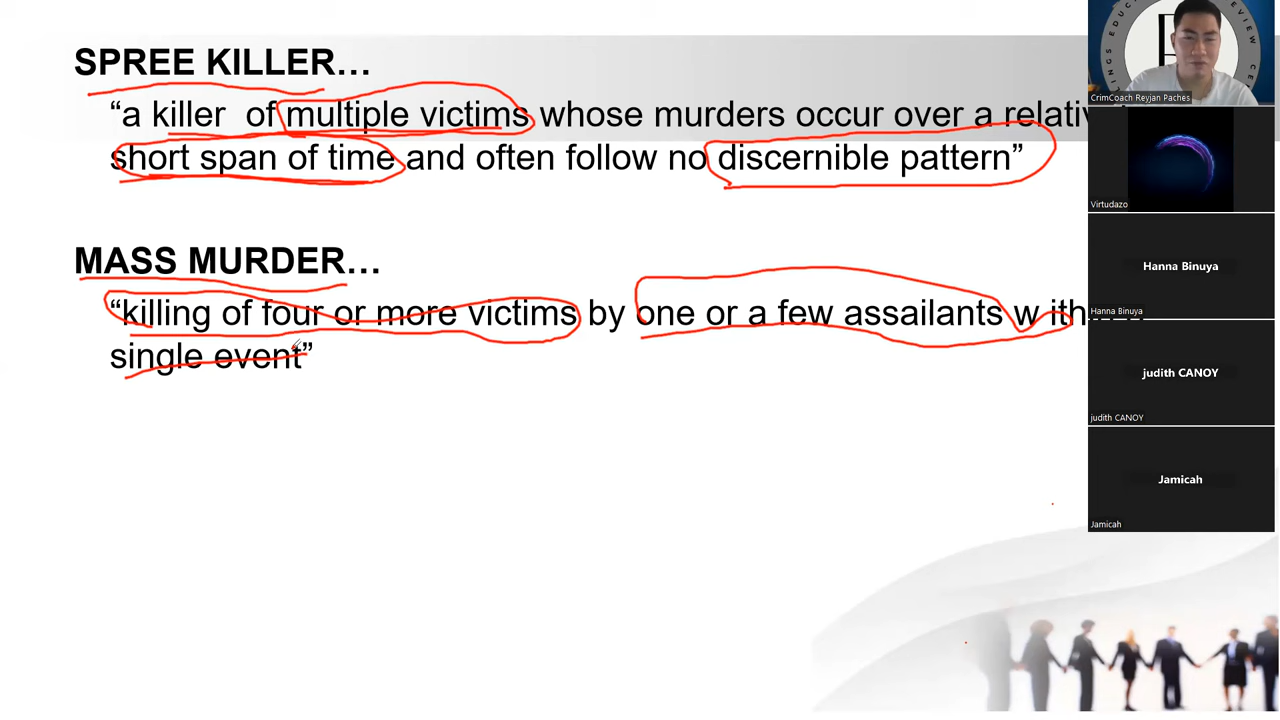 SPREE KILLER…
“a killer of multiple victims whose murders occur over a
short span of time and often follow no discernible pattern”
MASS MURDER…
“killing of four or more victims by one or a few assailants w
single event”
CrimCoach Reyjan Paches
Virtudazo
Hanna Binuya
Hanna Binuya
judith CANOY
judith CANOY
Jamicah
Jamicah